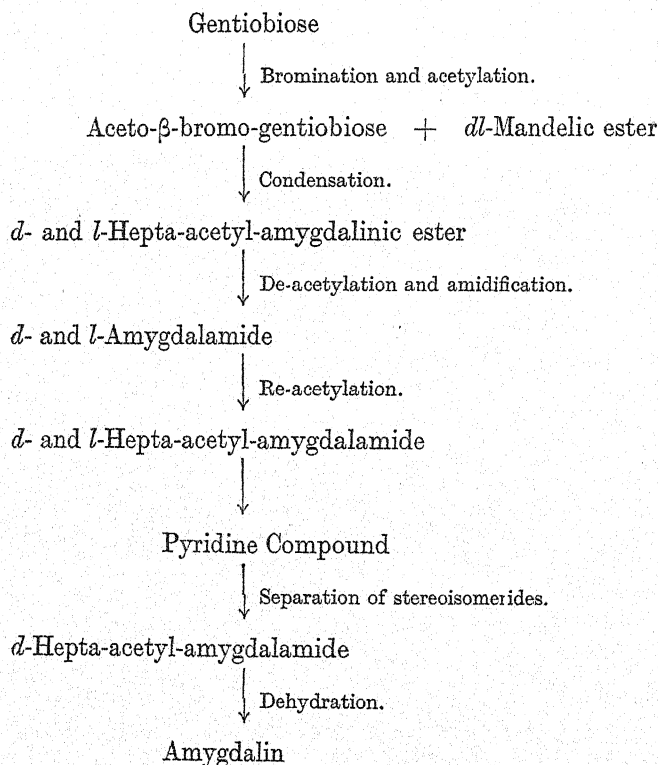 Gentiobiose
Bromination and acetylation.
Aceto-β-bromo-gentiobiose + dl-Mandelic ester
Condensation.
d- and l-Hepta-acetyl-amygdalinic ester
De-acetylation and amidification.
d- and l-Amygdalamide
Re-acetylation.
d- and l-Hepta-acetyl-amygdalamide
Pyridine Compound
Separation of stereoisomerides.
d-Hepta-acetyl-amygdalamide
Dehydration.
Amygdalin